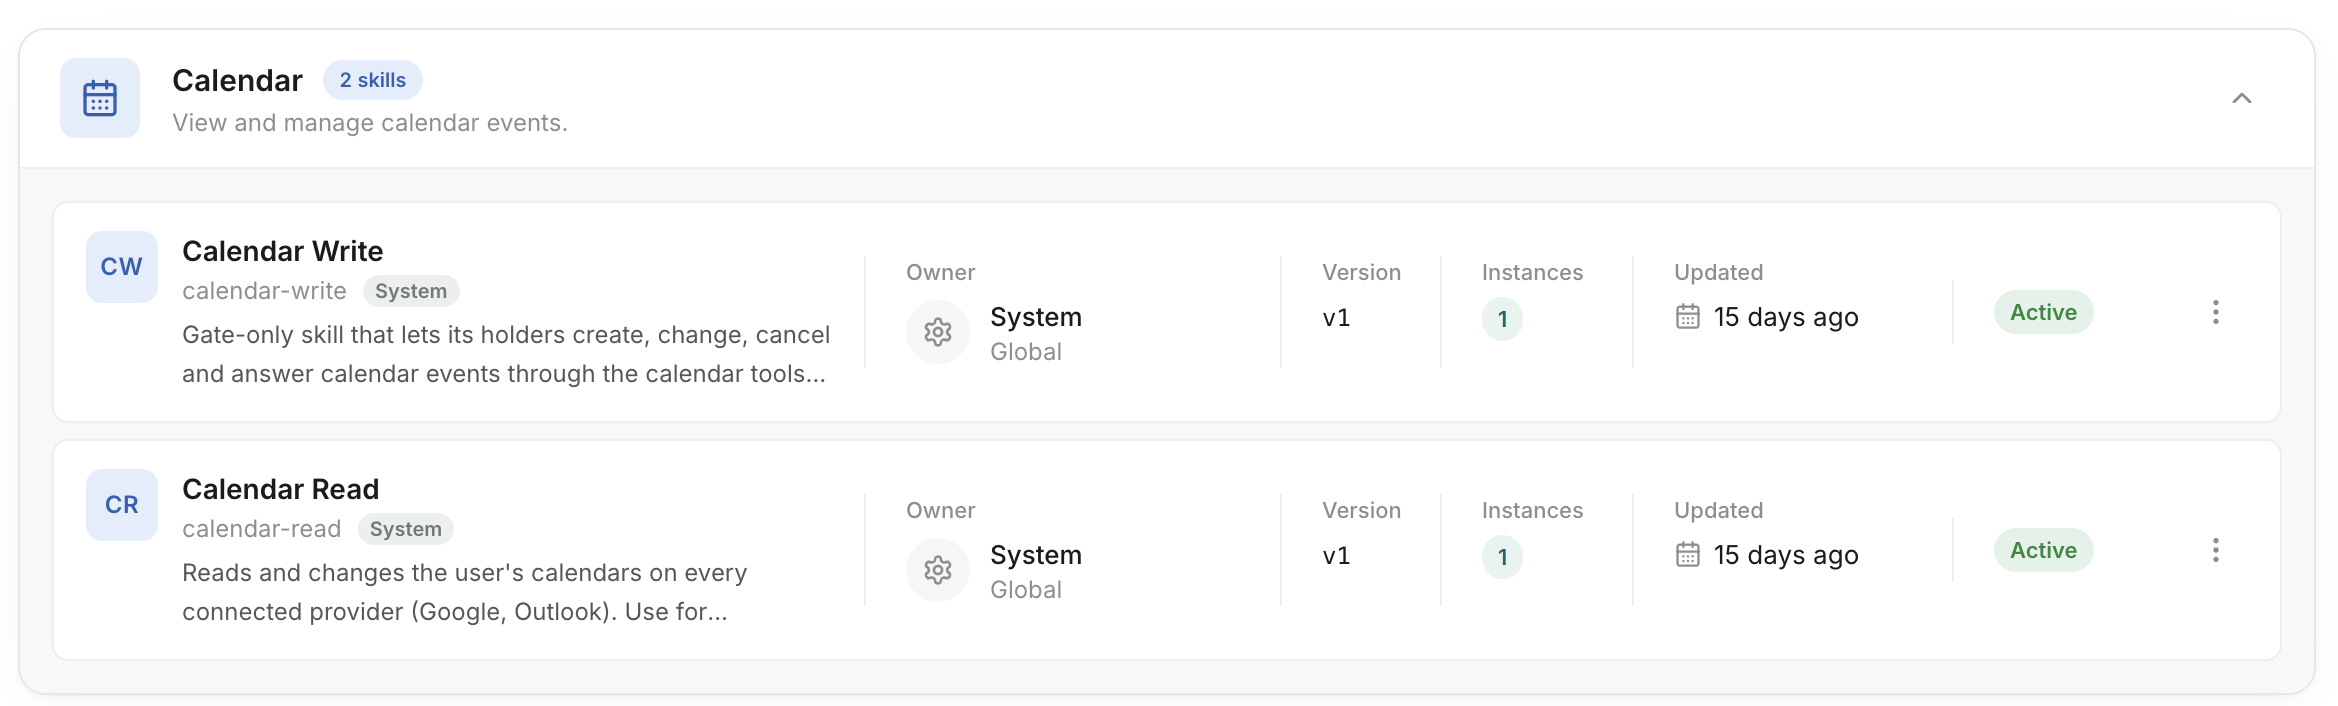 Calendar 2 skills
View and manage calendar events.
CW
Calendar Write
calendar-write System
Gate-only skill that lets its holders create, change, cancel
and answer calendar events through the calendar tools...
Owner
System
Global
Version
v1
Instances
1
Updated
15 days ago
Active
CR
Calendar Read
calendar-read System
Reads and changes the user's calendars on every
connected provider (Google, Outlook). Use for...
Owner
System
Global
Version
v1
Instances
1
Updated
15 days ago
Active